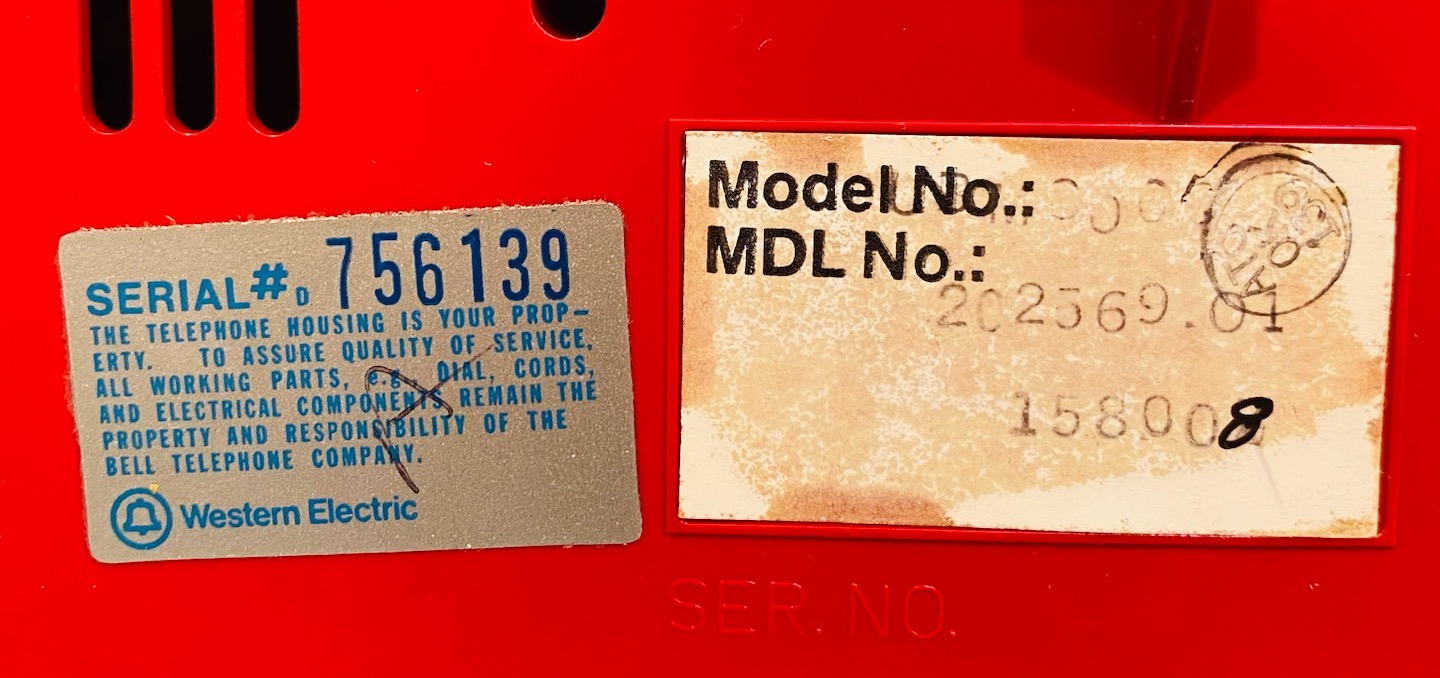 SERIAL# D 756139
THE TELEPHONE HOUSING IS YOUR PROP-
ERTY. TO ASSURE QUALITY OF SERVICE,
ALL WORKING PARTS, e.g., DIAL, CORDS,
AND ELECTRICAL COMPONENTS REMAIN THE
PROPERTY AND RESPONSIBILITY OF THE
BELL TELEPHONE COMPANY.
Western Electric
Model No.:
MDL No.:
202569.01
158008
SER. NO.